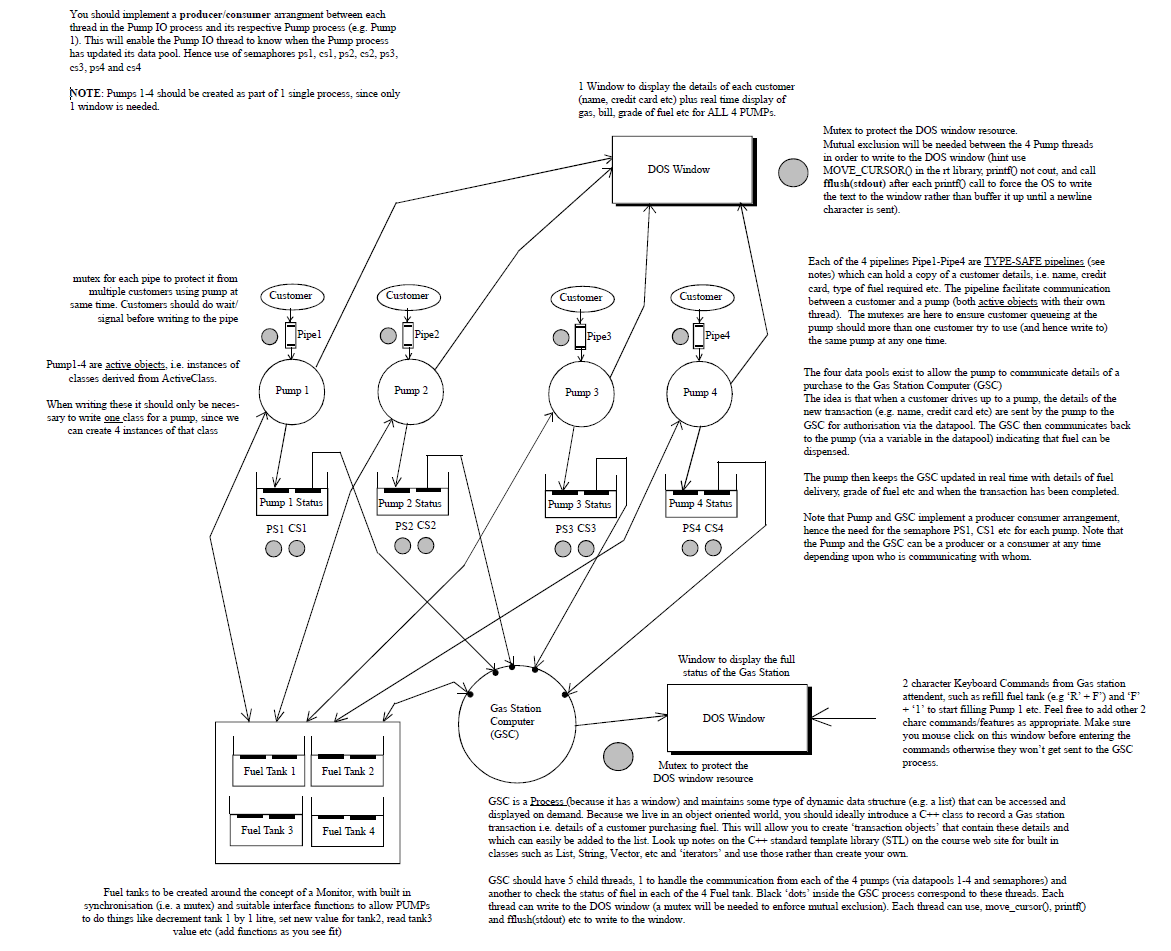 You should implement a producer/consumer arrangment between each
thread in the Pump IO process and its respective Pump process (e.g. Pump
1). This will enable the Pump IO thread to know when the Pump process
has updated its data pool. Hence use of semaphores ps1, cs1, ps2, cs2, ps3,
cs3, ps4 and cs4
NOTE: Pumps 1-4 should be created as part of 1 single process, since only
1 window is needed.
1 Window to display the details of each customer
(name, credit card etc) plus real time display of
gas, bill, grade of fuel etc for ALL 4 PUMPs.
DOS Window
Mutex to protect the DOS window resource.
Mutual exclusion will be needed between the 4 Pump threads
in order to write to the DOS window (hint use
MOVE_CURSOR() in the rt library, printf() not cout, and call
fflush(stdout) after each printf() call to force the OS to write
the text to the window rather than buffer it up until a newline
character is sent).
mutex for each pipe to protect it from
multiple customers using pump at
same time. Customers should do wait/
signal before writing to the pipe
Customer
Customer
Customer
Customer
Pipe1
Pipe2
Pipe3
Pipe4
Each of the 4 pipelines Pipe1-Pipe4 are TYPE-SAFE pipelines (see
notes) which can hold a copy of a customer details, i.e. name, credit
card, type of fuel required etc. The pipeline facilitate communication
between a customer and a pump (both active objects with their own
thread). The mutexes are here to ensure customer queueing at the
pump should more than one customer try to use (and hence write to)
the same pump at any one time.
Pump1-4 are active objects, i.e. instances of
classes derived from ActiveClass.
When writing these it should only be neces-
sary to write one class for a pump, since we
can create 4 instances of that class
Pump 1
Pump 2
Pump 3
Pump 4
The four data pools exist to allow the pump to communicate details of a
purchase to the Gas Station Computer (GSC)
The idea is that when a customer drives up to a pump, the details of the
new transaction (e.g. name, credit card etc) are sent by the pump to the
GSC for authorisation via the datapool. The GSC then communicates back
to the pump (via a variable in the datapool) indicating that fuel can be
dispensed.
The pump then keeps the GSC updated in real time with details of fuel
delivery, grade of fuel etc and when the transaction has been completed.
Note that Pump and GSC implement a producer consumer arrangement,
hence the need for the semaphore PS1, CS1 etc for each pump. Note that
the Pump and the GSC can be a producer or a consumer at any time
depending upon who is communicating with whom.
Pump 1 Status
Pump 2 Status
Pump 3 Status
Pump 4 Status
PS1 CS1
PS2 CS2
PS3 CS3
PS4 CS4
Window to display the full
status of the Gas Station
Gas Station
Computer
(GSC)
DOS Window
2 character Keyboard Commands from Gas station
attendent, such as refill fuel tank (e.g ‘R’ + F’) and ‘F’
+ ‘1’ to start filling Pump 1 etc. Feel free to add other 2
charc commands/features as appropriate. Make sure
you mouse click on this window before entering the
commands otherwise they won’t get sent to the GSC
process.
Mutex to protect the
DOS window resource
Fuel Tank 1
Fuel Tank 2
Fuel Tank 3
Fuel Tank 4
GSC is a Process (because it has a window) and maintains some type of dynamic data structure (e.g. a list) that can be accessed and
displayed on demand. Because we live in an object oriented world, you should ideally introduce a C++ class to record a Gas station
transaction i.e. details of a customer purchasing fuel. This will allow you to create ‘transaction objects’ that contain these details and
which can easily be added to the list. Look up notes on the C++ standard template library (STL) on the course web site for built in
classes such as List, String, Vector, etc and ‘iterators’ and use those rather than create your own.
GSC should have 5 child threads, 1 to handle the communication from each of the 4 pumps (via datapools 1-4 and semaphores) and
another to check the status of fuel in each of the 4 Fuel tank. Black ‘dots’ inside the GSC process correspond to these threads. Each
thread can write to the DOS window (a mutex will be needed to enforce mutual exclusion). Each thread can use, move_cursor(), printf()
and fflush(stdout) etc to write to the window.
Fuel tanks to be created around the concept of a Monitor, with built in
synchronisation (i.e. a mutex) and suitable interface functions to allow PUMPs
to do things like decrement tank 1 by 1 litre, set new value for tank2, read tank3
value etc (add functions as you see fit)